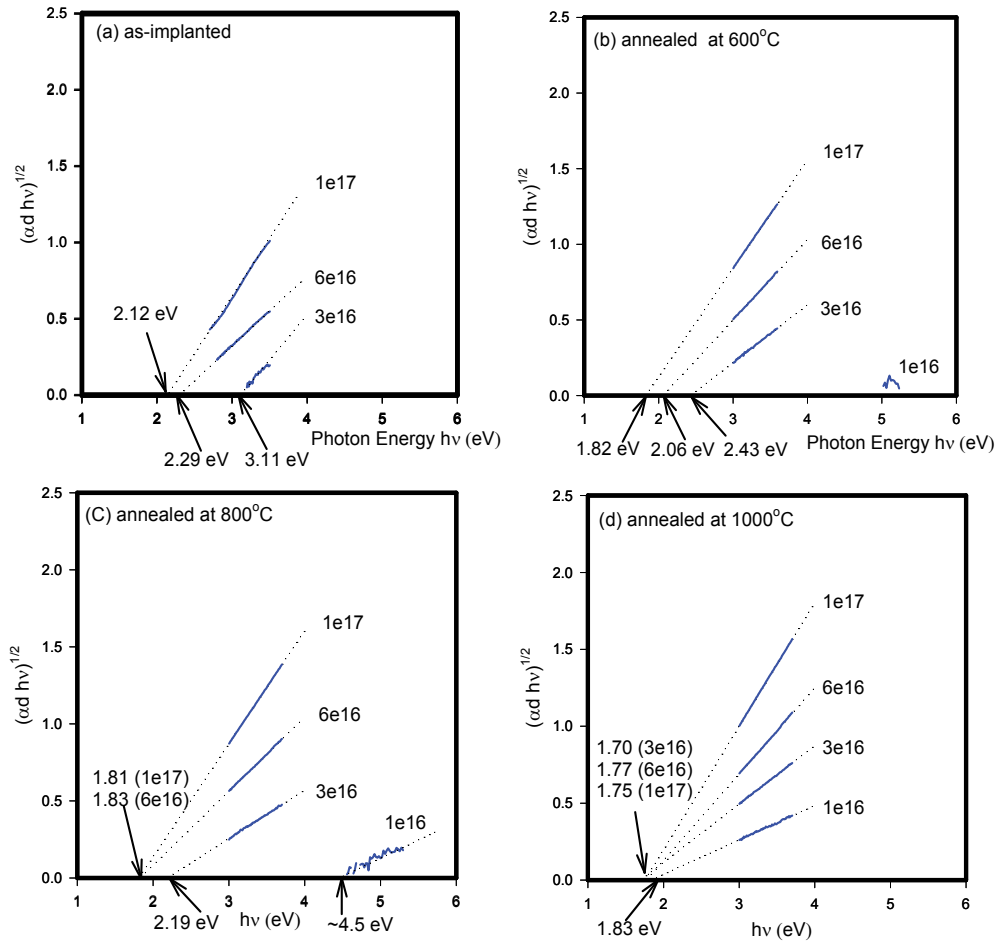 (a) as-implanted
2.5
2.0
1.5
1.0
0.5
0.0
(αd hν)1/2
1e17
6e16
3e16
2.12 eV
1 2 3 4 5 6
Photon Energy hν (eV)
2.29 eV 3.11 eV
(b) annealed at 600oC
2.5
2.0
1.5
1.0
0.5
0.0
(αd hν)1/2
1e17
6e16
3e16
1e16
1 2 3 4 5 6
1.82 eV 2.06 eV 2.43 eV
Photon Energy hν (eV)
(C) annealed at 800oC
2.5
2.0
1.5
1.0
0.5
0.0
(αd hν)1/2
1e17
6e16
3e16
1e16
1.81 (1e17)
1.83 (6e16)
1 2 3 4 5 6
2.19 eV
hν (eV)
~4.5 eV
(d) annealed at 1000oC
2.5
2.0
1.5
1.0
0.5
0.0
(αd hν)1/2
1e17
6e16
3e16
1e16
1.70 (3e16)
1.77 (6e16)
1.75 (1e17)
1 2 3 4 5 6
1.83 eV
hν (eV)